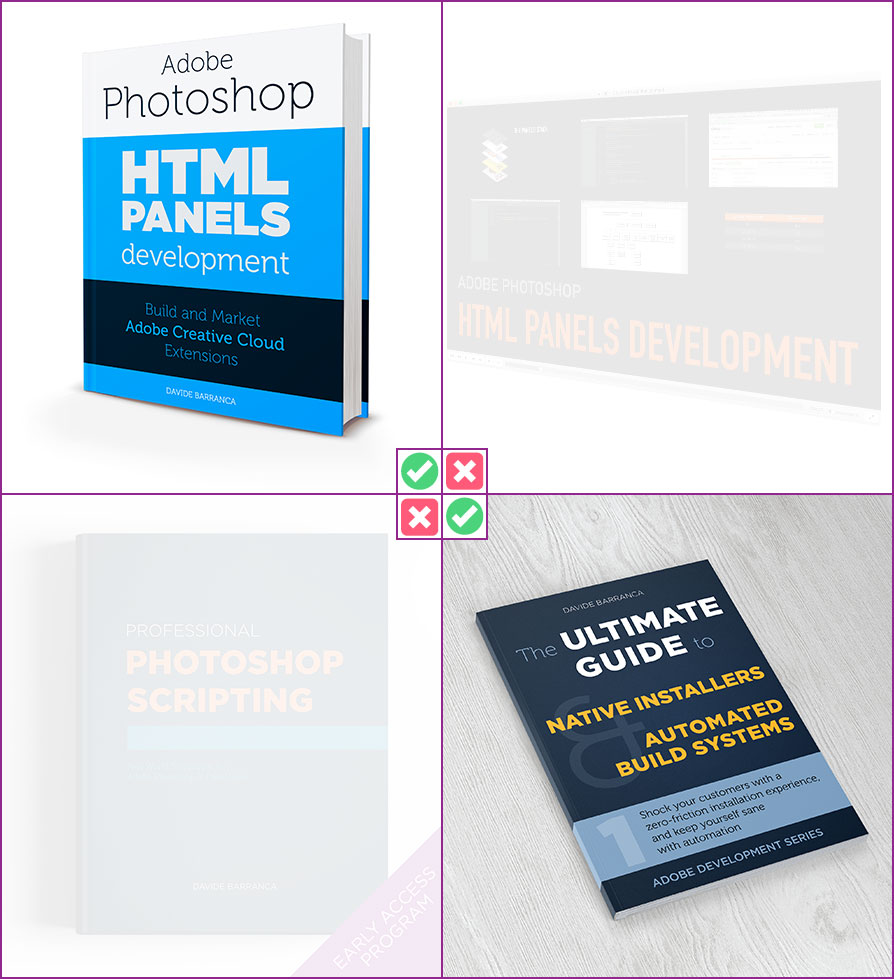 Adobe
Photoshop
HTML
PANELS
development
Build and Market
Adobe Creative Cloud
Extensions
DAVIDE BARRANCA
ADOBE PHOTOSHOP
HTML PANELS DEVELOPMENT
PROFESSIONAL
PHOTOSHOP
SCRIPTING
DAVIDE BARRANCA
EARLY ACCESS
PROGRAM
DAVIDE BARRANCA
The ULTIMATE
GUIDE to
&
NATIVE INSTALLERS
AUTOMATED
BUILD SYSTEMS
1
Shock your customers with a
zero-friction installation experience,
and keep yourself sane
with automation
ADOBE DEVELOPMENT SERIES